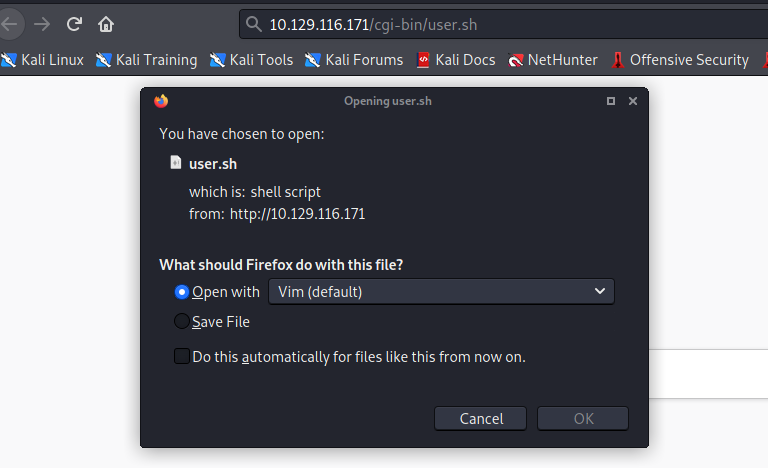 10.129.116.171/cgi-bin/user.sh
Kali Linux Kali Training Kali Tools Kali Forums Kali Docs NetHunter Offensive Security
Opening user.sh
You have chosen to open:
user.sh
which is: shell script
from: http://10.129.116.171
What should Firefox do with this file?
Open with Vim (default)
Save File
Do this automatically for files like this from now on.
Cancel OK